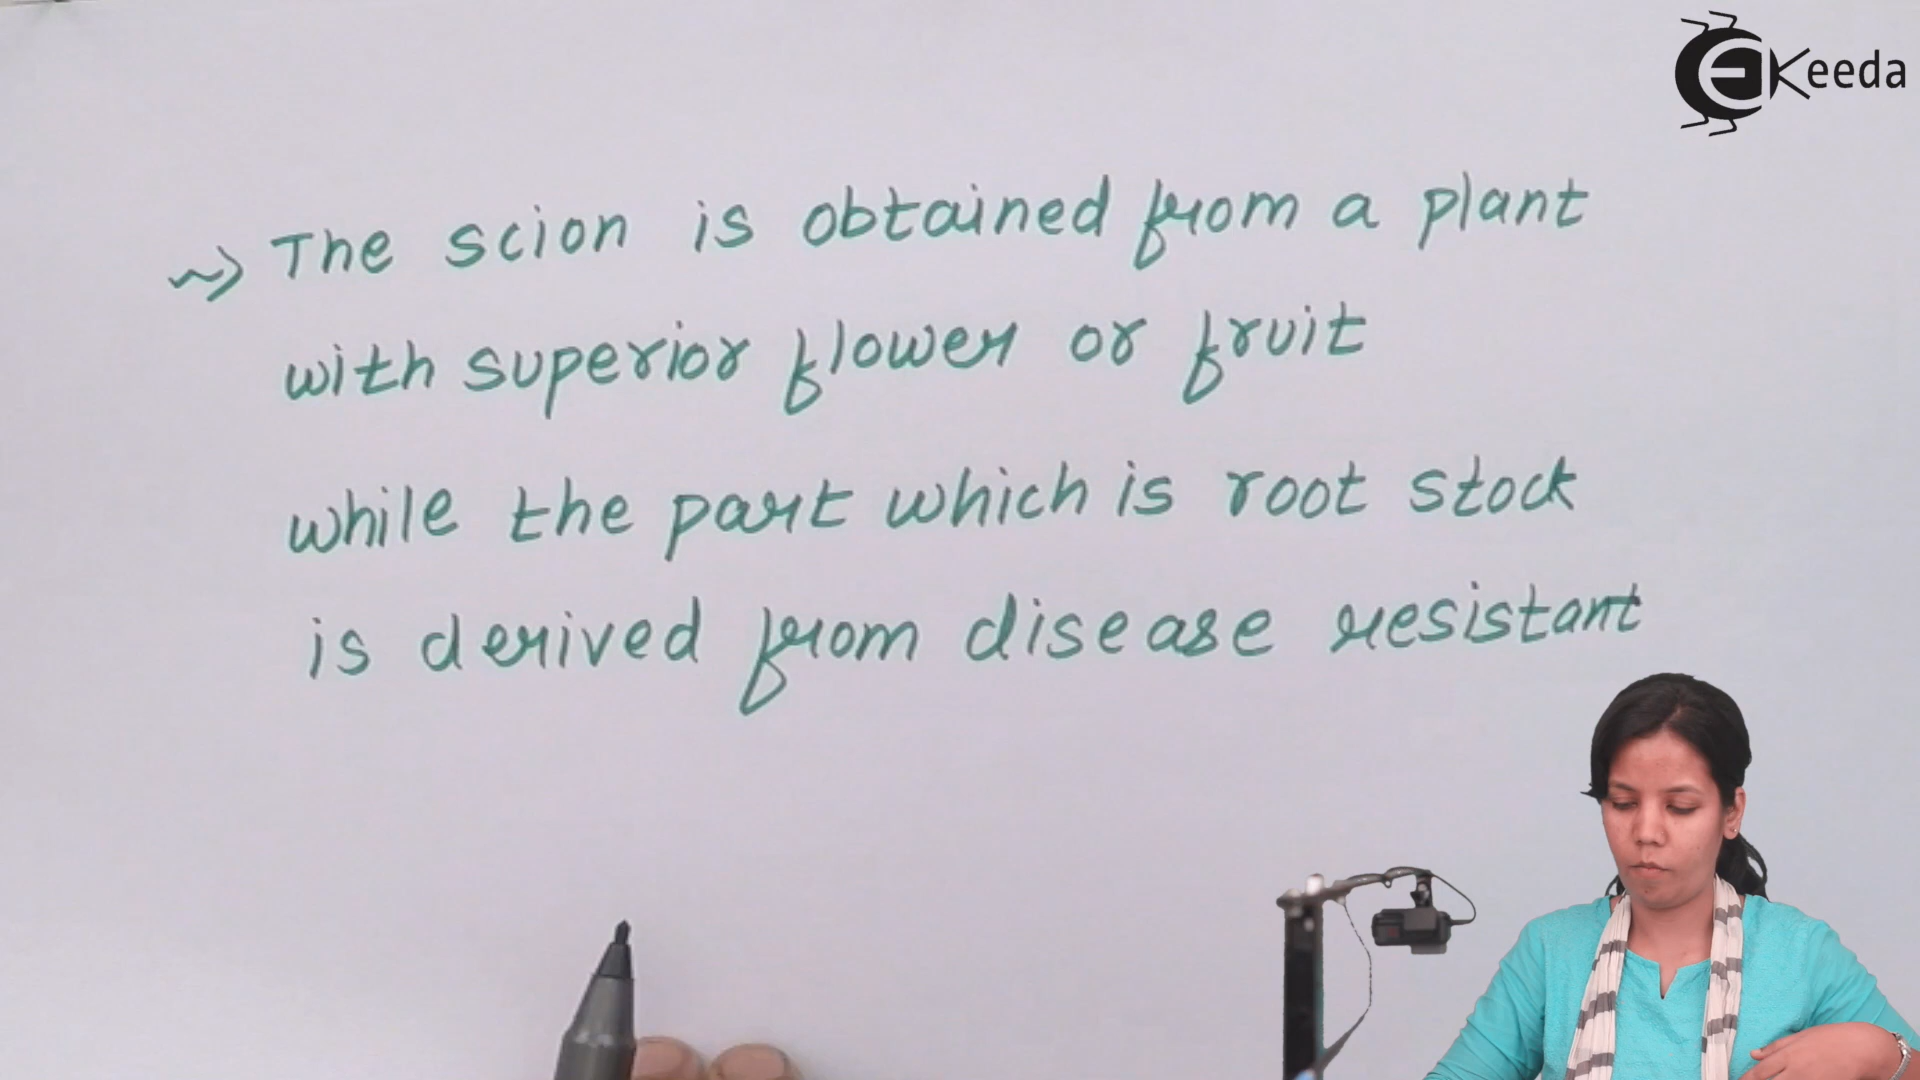 EKeeda
~> The scion is obtained from a plant
with superior flower or fruit
while the part which is root stock
is derived from disease resistant